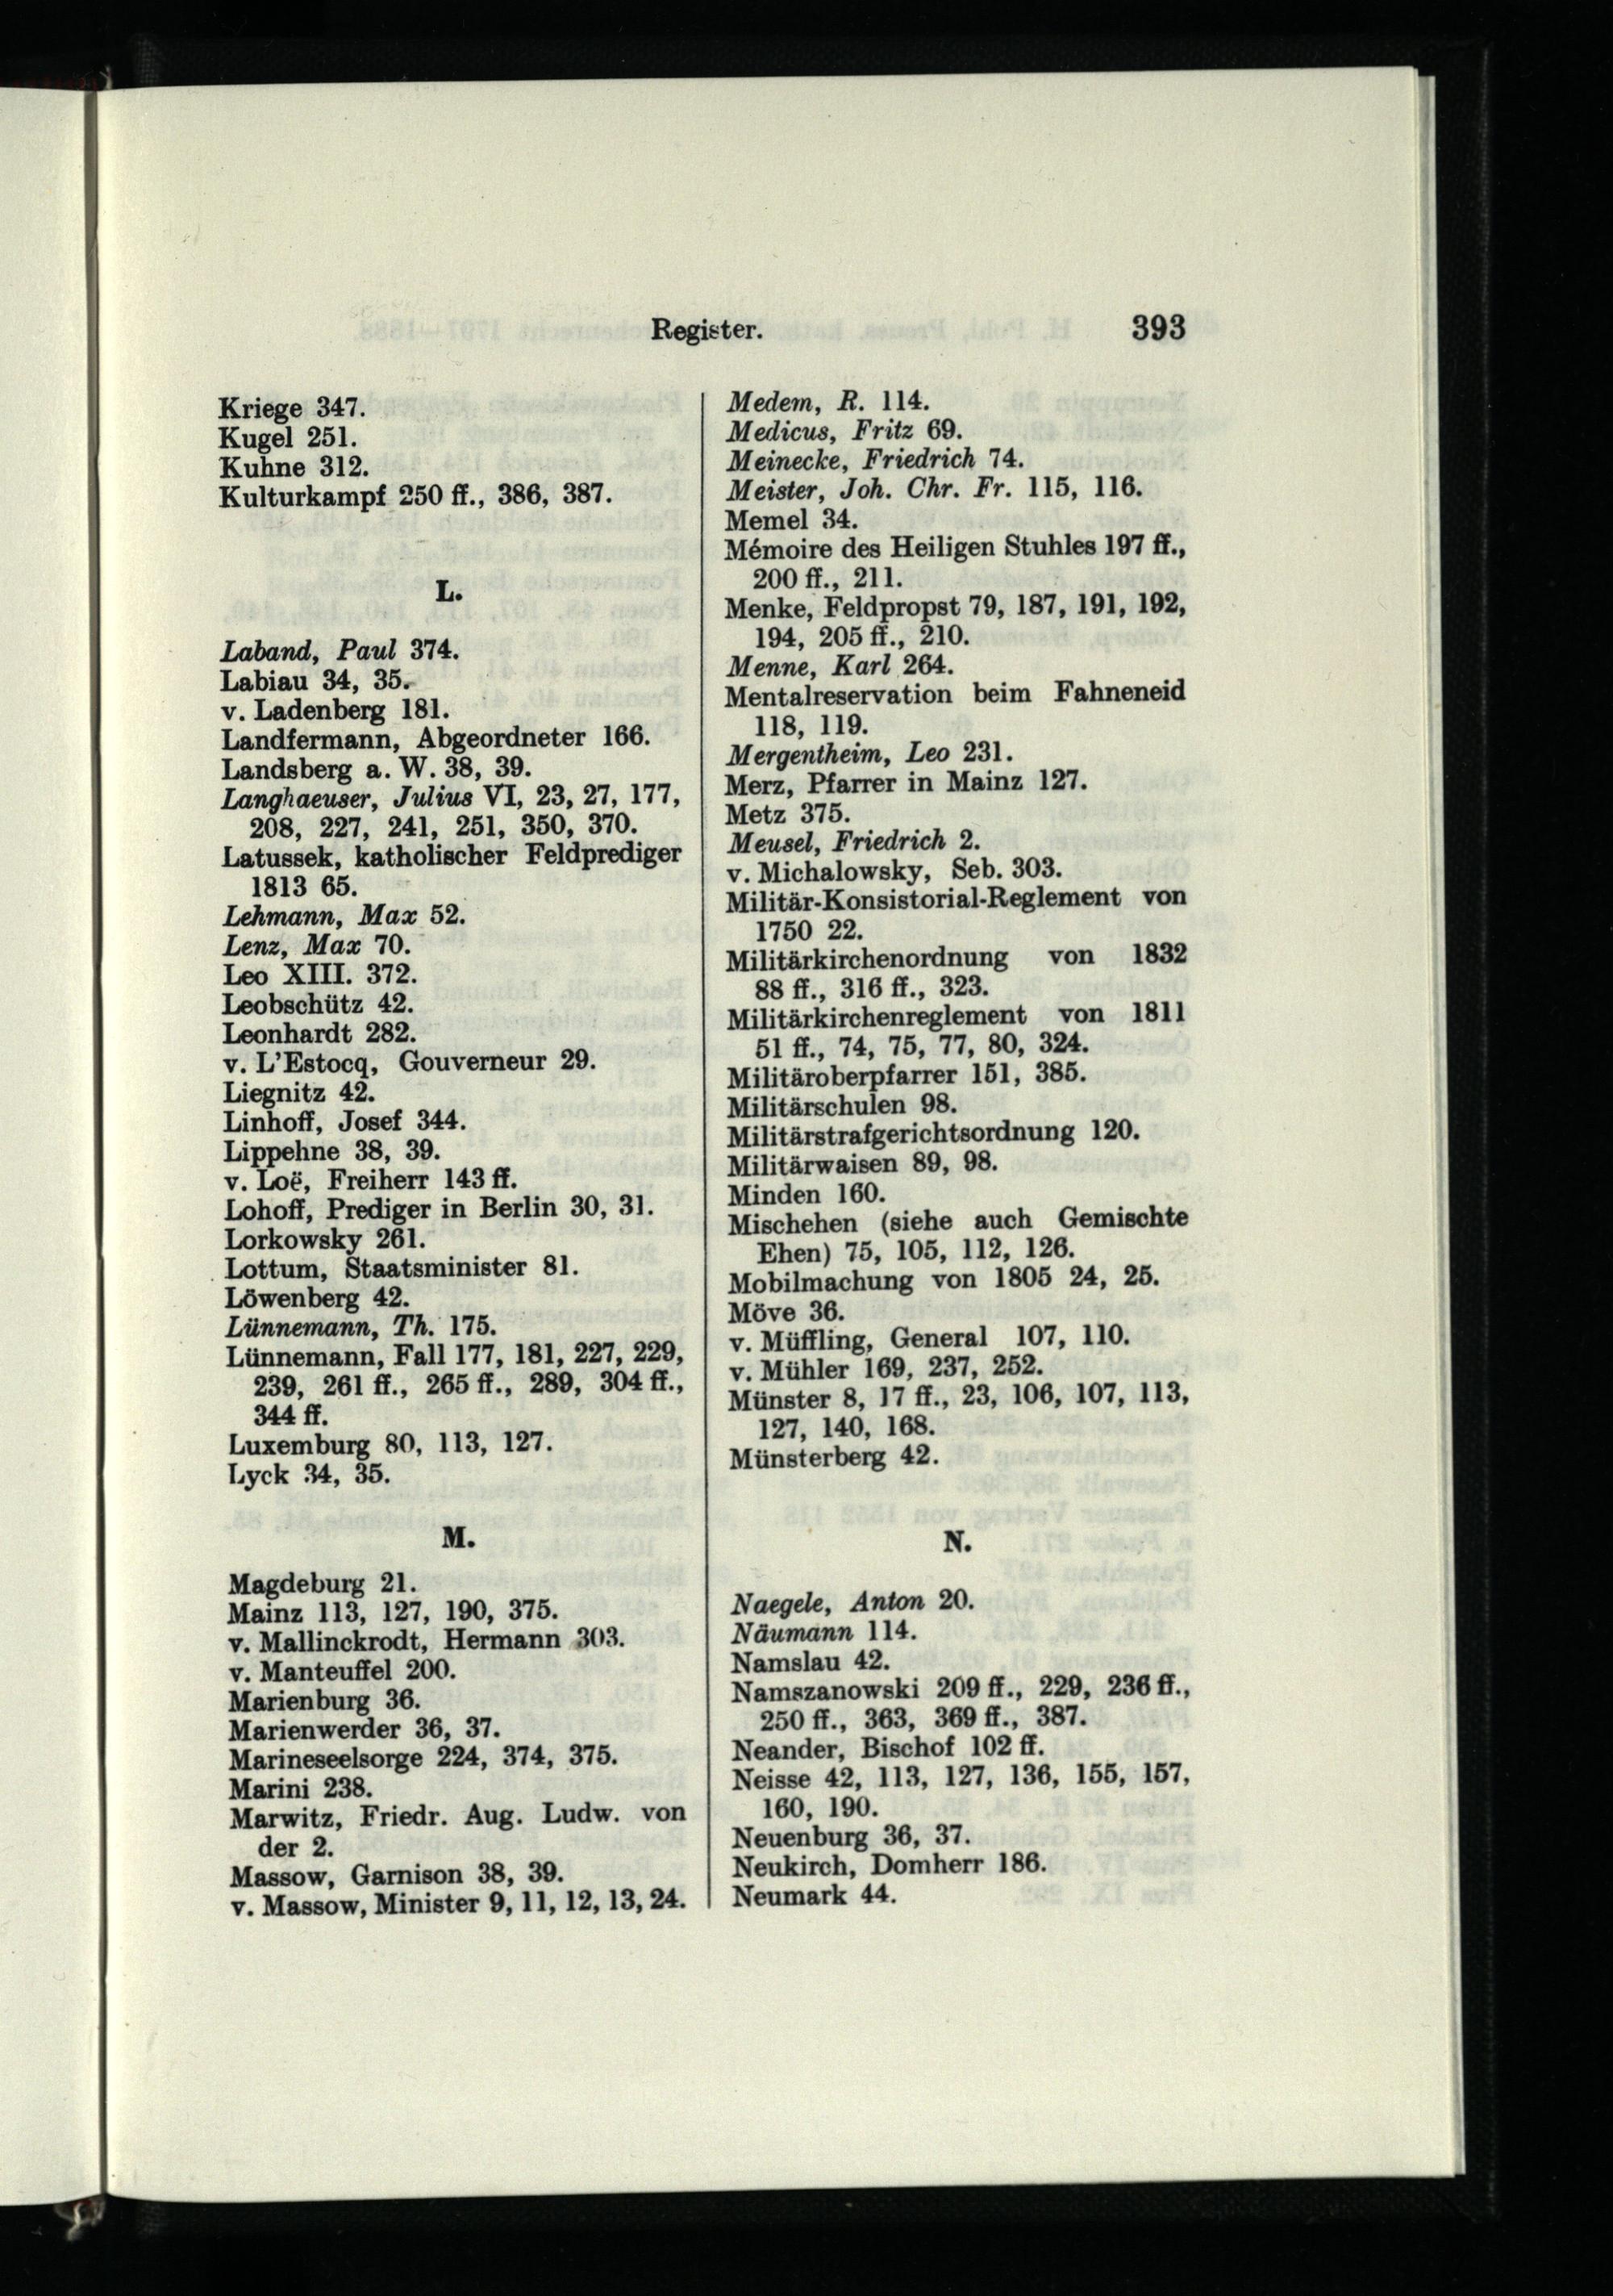 Register. 393
Kriege 347.
Kugel 251.
Kuhne 312.
Kulturkampf 250 ff., 386, 387.
L.
Laband, Paul 374.
Labiau 34, 35.
v. Ladenberg 181.
Landfermann, Abgeordneter 166.
Landsberg a. W. 38, 39.
Langhaeuser, Julius VI, 23, 27, 177,
208, 227, 241, 251, 350, 370.
Latussek, katholischer Feldprediger
1813 65.
Lehmann, Max 52.
Lenz, Max 70.
Leo XIII. 372.
Leobschütz 42.
Leonhardt 282.
v. L'Estocq, Gouverneur 29.
Liegnitz 42.
Linhoff, Josef 344.
Lippehne 38, 39.
v. Loë, Freiherr 143 ff.
Lohoff, Prediger in Berlin 30, 31.
Lorkowsky 261.
Lottum, Staatsminister 81.
Löwenberg 42.
Lünnemann, Th. 175.
Lünnemann, Fall 177, 181, 227, 229,
239, 261 ff., 265 ff., 289, 304 ff.,
344 ff.
Luxemburg 80, 113, 127.
Lyck 34, 35.
M.
Magdeburg 21.
Mainz 113, 127, 190, 375.
v. Mallinckrodt, Hermann 303.
v. Manteuffel 200.
Marienburg 36.
Marienwerder 36, 37.
Marineseelsorge 224, 374, 375.
Marini 238.
Marwitz, Friedr. Aug. Ludw. von
der 2.
Massow, Garnison 38, 39.
v. Massow, Minister 9, 11, 12, 13, 24.
Medem, R. 114.
Medicus, Fritz 69.
Meinecke, Friedrich 74.
Meister, Joh. Chr. Fr. 115, 116.
Memel 34.
Mémoire des Heiligen Stuhles 197 ff.,
200 ff., 211.
Menke, Feldpropst 79, 187, 191, 192,
194, 205 ff., 210.
Menne, Karl 264.
Mentalreservation beim Fahneneid
118, 119.
Mergentheim, Leo 231.
Merz, Pfarrer in Mainz 127.
Metz 375.
Meusel, Friedrich 2.
v. Michalowsky, Seb. 303.
Militär-Konsistorial-Reglement von
1750 22.
Militärkirchenordnung von 1832
88 ff., 316 ff., 323.
Militärkirchenreglement von 1811
51 ff., 74, 75, 77, 80, 324.
Militäroberpfarrer 151, 385.
Militärschulen 98.
Militärstrafgerichtsordnung 120.
Militärwaisen 89, 98.
Minden 160.
Mischehen (siehe auch Gemischte
Ehen) 75, 105, 112, 126.
Mobilmachung von 1805 24, 25.
Möve 36.
v. Müffling, General 107, 110.
v. Mühler 169, 237, 252.
Münster 8, 17 ff., 23, 106, 107, 113,
127, 140, 168.
Münsterberg 42.
N.
Naegele, Anton 20.
Näumann 114.
Namslau 42.
Namszanowski 209 ff., 229, 236 ff.,
250 ff., 363, 369 ff., 387.
Neander, Bischof 102 ff.
Neisse 42, 113, 127, 136, 155, 157,
160, 190.
Neuenburg 36, 37.
Neukirch, Domherr 186.
Neumark 44.